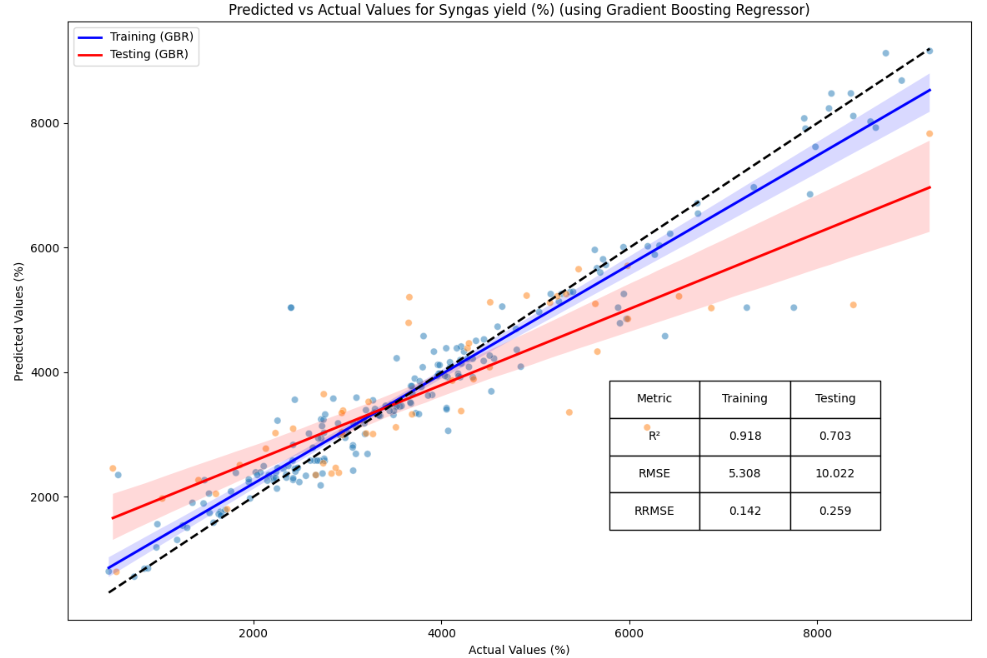 Predicted vs Actual Values for Syngas yield (%) (using Gradient Boosting Regressor)
Training (GBR)
Testing (GBR)
Predicted Values (%)
8000
6000
4000
2000
Metric Training Testing
R² 0.918 0.703
RMSE 5.308 10.022
RRMSE 0.142 0.259
2000 4000 6000 8000
Actual Values (%)